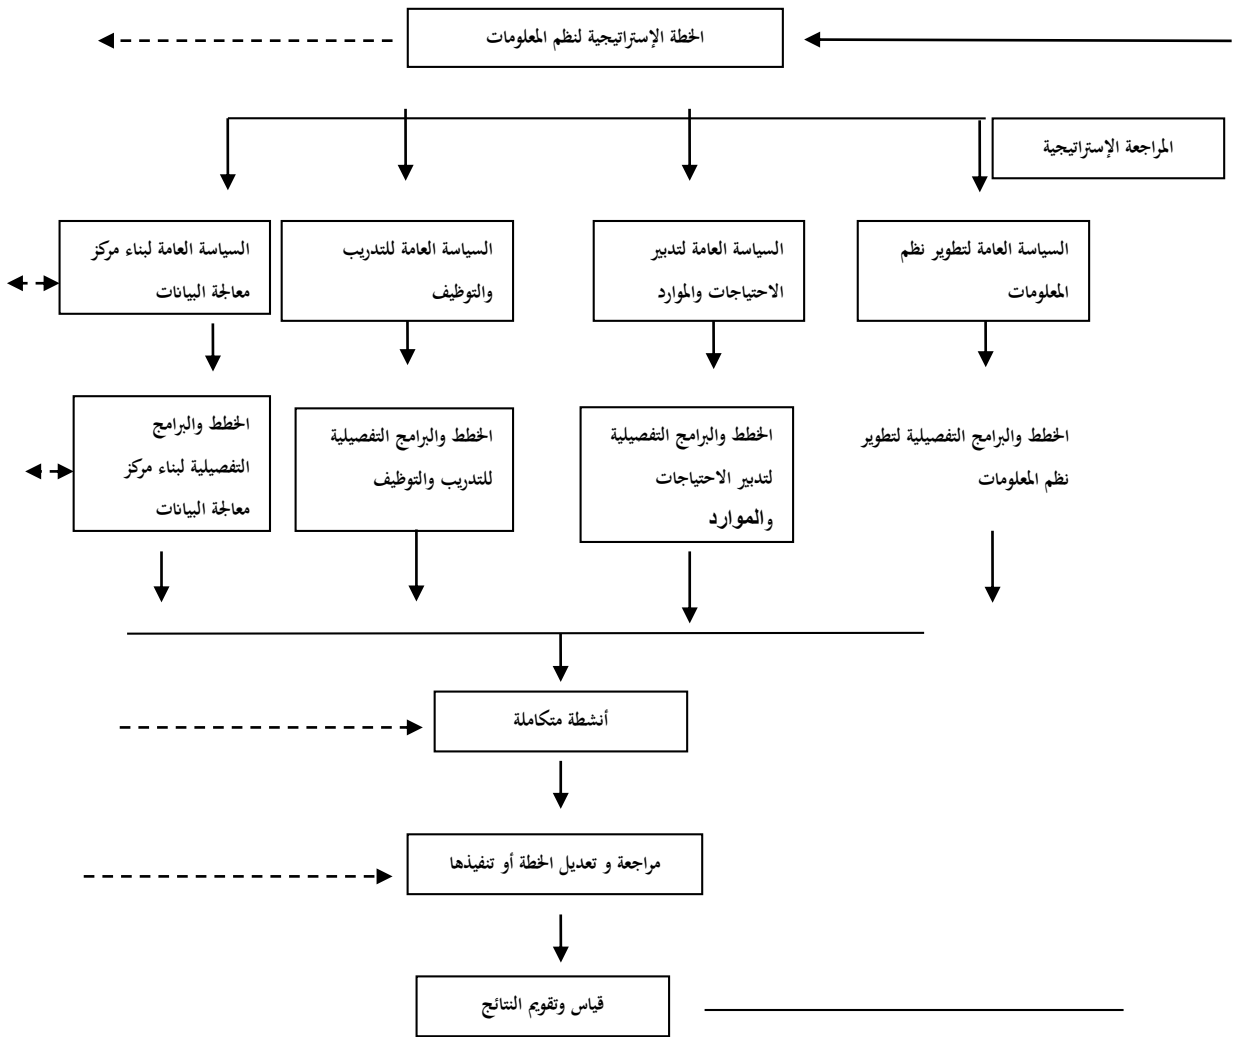 الخطة الإستراتيجية لنظم المعلومات
المراجعة الإستراتيجية
السياسة العامة لتطوير نظم
المعلومات
السياسة العامة لتدبير
الاحتياجات والموارد
السياسة العامة للتدريب
والتوظيف
السياسة العامة لبناء مركز
معالجة البيانات
الخطط والبرامج التفصيلية لتطوير
نظم المعلومات
الخطط والبرامج التفصيلية
لتدبير الاحتياجات
والموارد
الخطط والبرامج التفصيلية
للتدريب والتوظيف
الخطط والبرامج
التفصيلية لبناء مركز
معالجة البيانات
أنشطة متكاملة
مراجعة و تعديل الخطة أو تنفيذها
قياس وتقويم النتائج